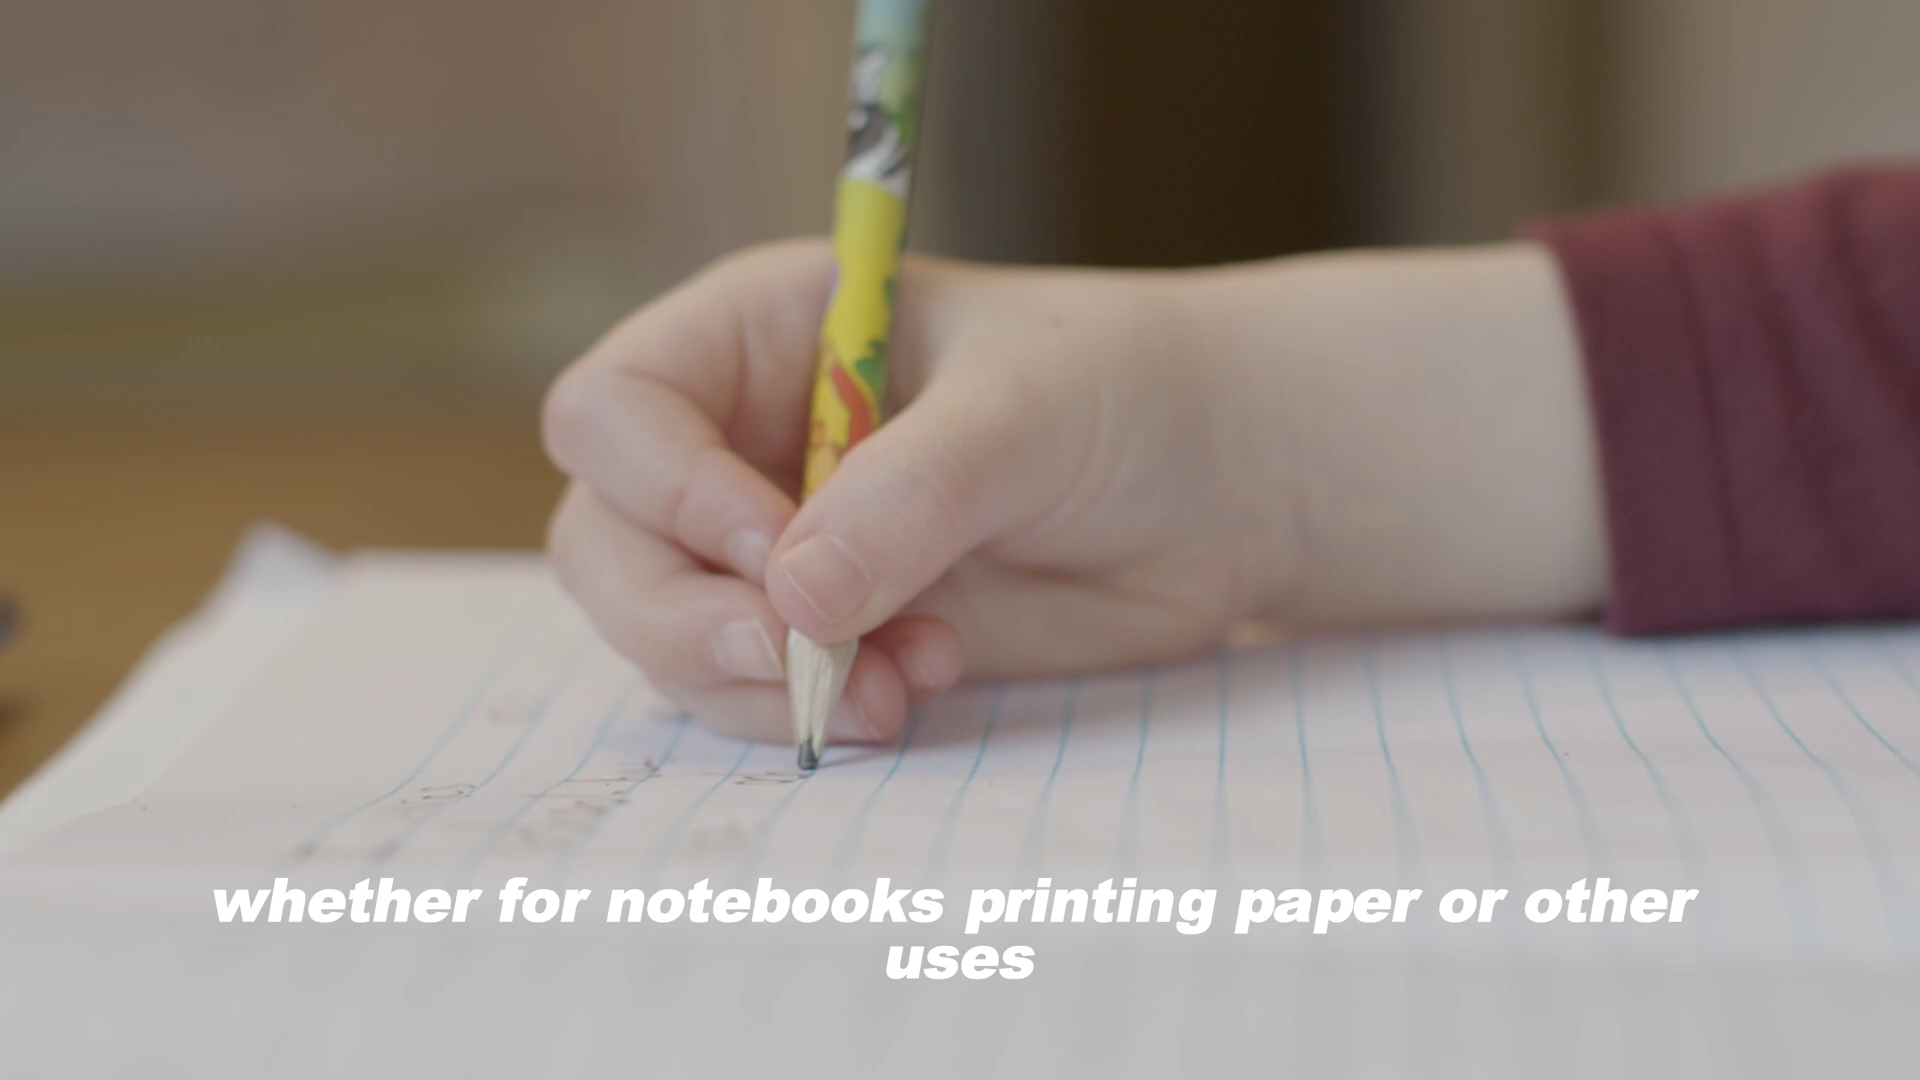 whether for notebooks printing paper or other
uses